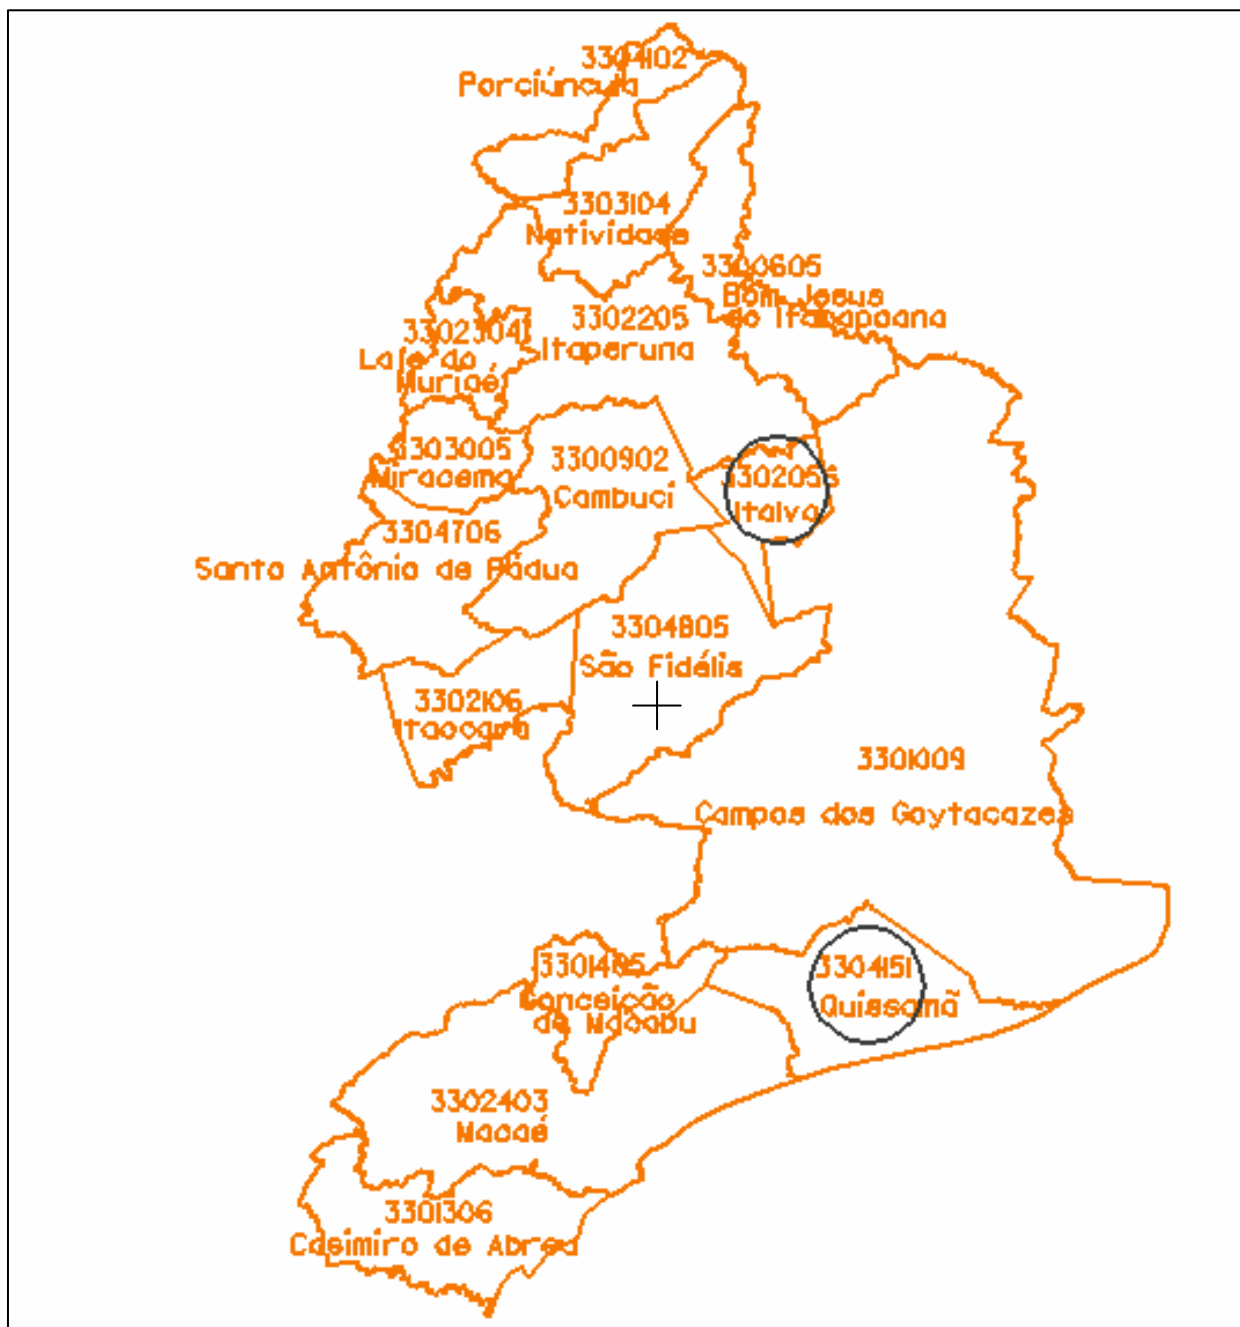 3304102
Porciúncula
3303104
Natividade
3300605
Bom Jesus
do Itabapoana
3302205
Itaperuna
3302304
Laje do
Muriaé
3303005
Miracema
3300902
Cambuci
3302056
Italva
3304706
Santo Antônio de Pádua
3304805
São Fidélis
3302106
Itaocara
3301009
Campos dos Goytacazes
3301405
Conceição
de Macabu
3304151
Quissamã
3302403
Macaé
3301306
Casimiro de Abreu